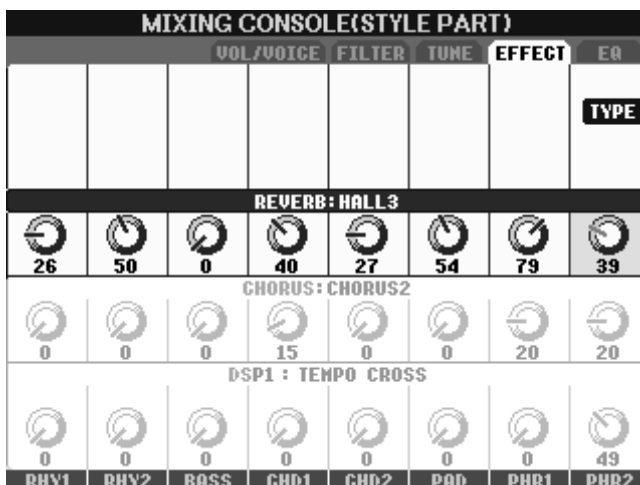 MIXING CONSOLE(STYLE PART)
VOL/VOICE FILTER TUNE EFFECT EQ
TYPE
REVERB:HALL3
26 50 0 40 27 54 79 39
CHORUS:CHORUS2
0 0 0 15 0 0 20 20
DSP1 : TEMPO CROSS
0 0 0 0 0 0 0 49
RHY1 RHY2 BASS CHD1 CHD2 PAD PHR1 PHR2